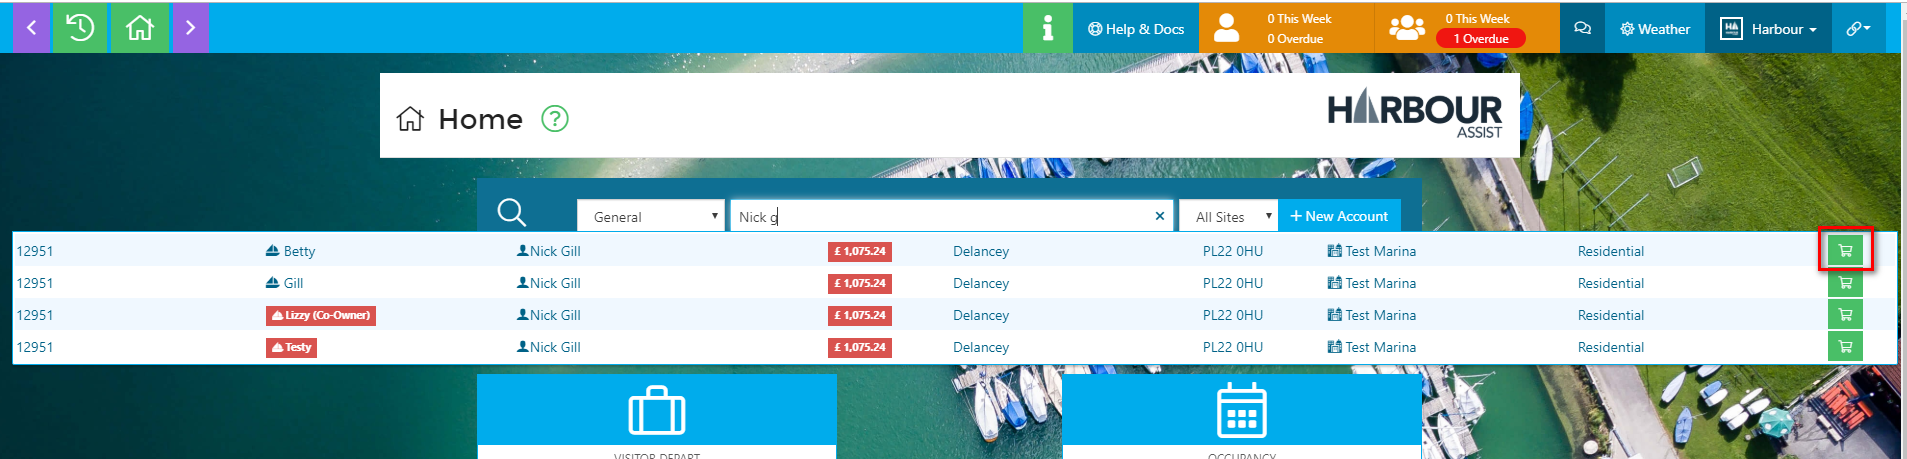 Help & Docs
0 This Week
0 Overdue
0 This Week
1 Overdue
Weather
Harbour
Home
HARBOUR
ASSIST
General
Nick g
All Sites
+ New Account
12951 Betty Nick Gill £ 1,075.24 Delancey PL22 0HU Test Marina Residential
12951 Gill Nick Gill £ 1,075.24 Delancey PL22 0HU Test Marina Residential
12951 Lizzy (Co-Owner) Nick Gill £ 1,075.24 Delancey PL22 0HU Test Marina Residential
12951 Testy Nick Gill £ 1,075.24 Delancey PL22 0HU Test Marina Residential
VISITOR DEPART
OCCUPANCY